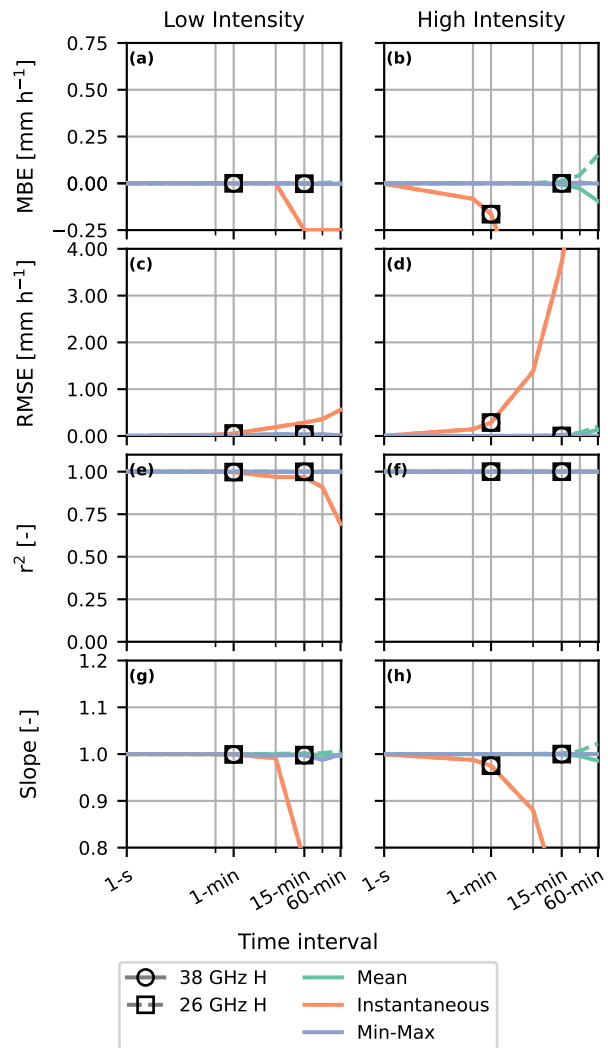 Low Intensity High Intensity
(a) (b)
MBE [mm h⁻¹]
0.75
0.50
0.25
0.00
−0.25
(c) (d)
RMSE [mm h⁻¹]
4.00
3.00
2.00
1.00
0.00
(e) (f)
r² [-]
1.00
0.75
0.50
0.25
0.00
(g) (h)
Slope [-]
1.2
1.1
1.0
0.9
0.8
1-s 1-min 15-min 60-min 1-s 1-min 15-min 60-min
Time interval
38 GHz H Mean
26 GHz H Instantaneous
Min-Max